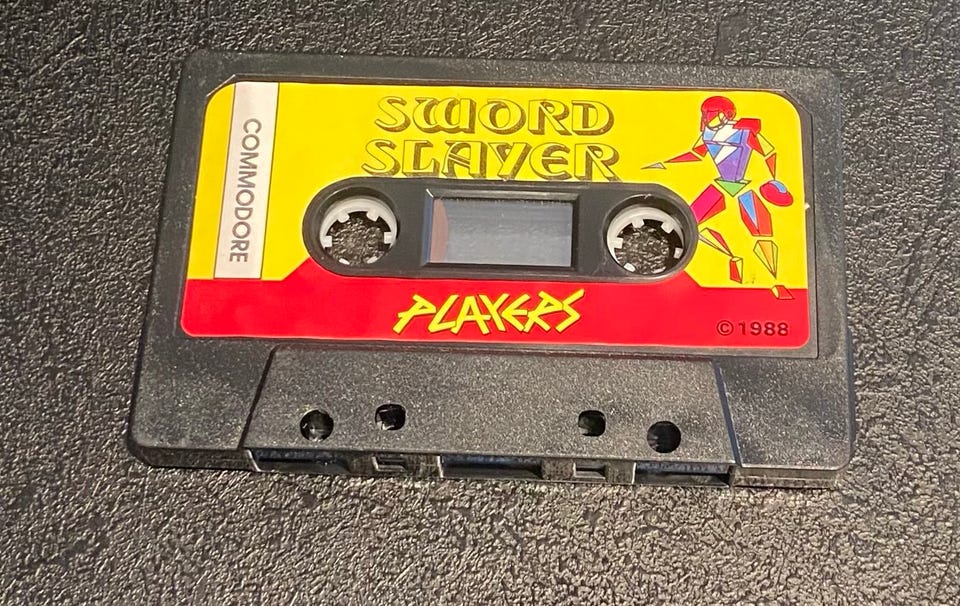 COMMODORE
SWORD
SLAYER
PLAYERS
© 1988